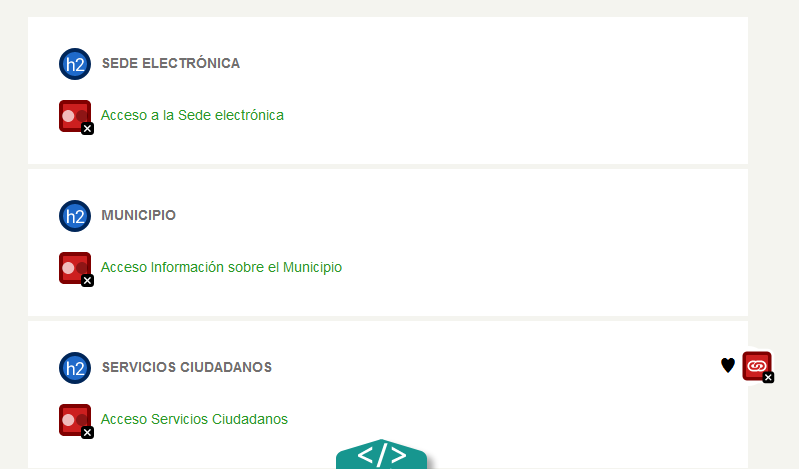 h2 SEDE ELECTRÓNICA
Acceso a la Sede electrónica
h2 MUNICIPIO
Acceso Información sobre el Municipio
h2 SERVICIOS CIUDADANOS
Acceso Servicios Ciudadanos
</>